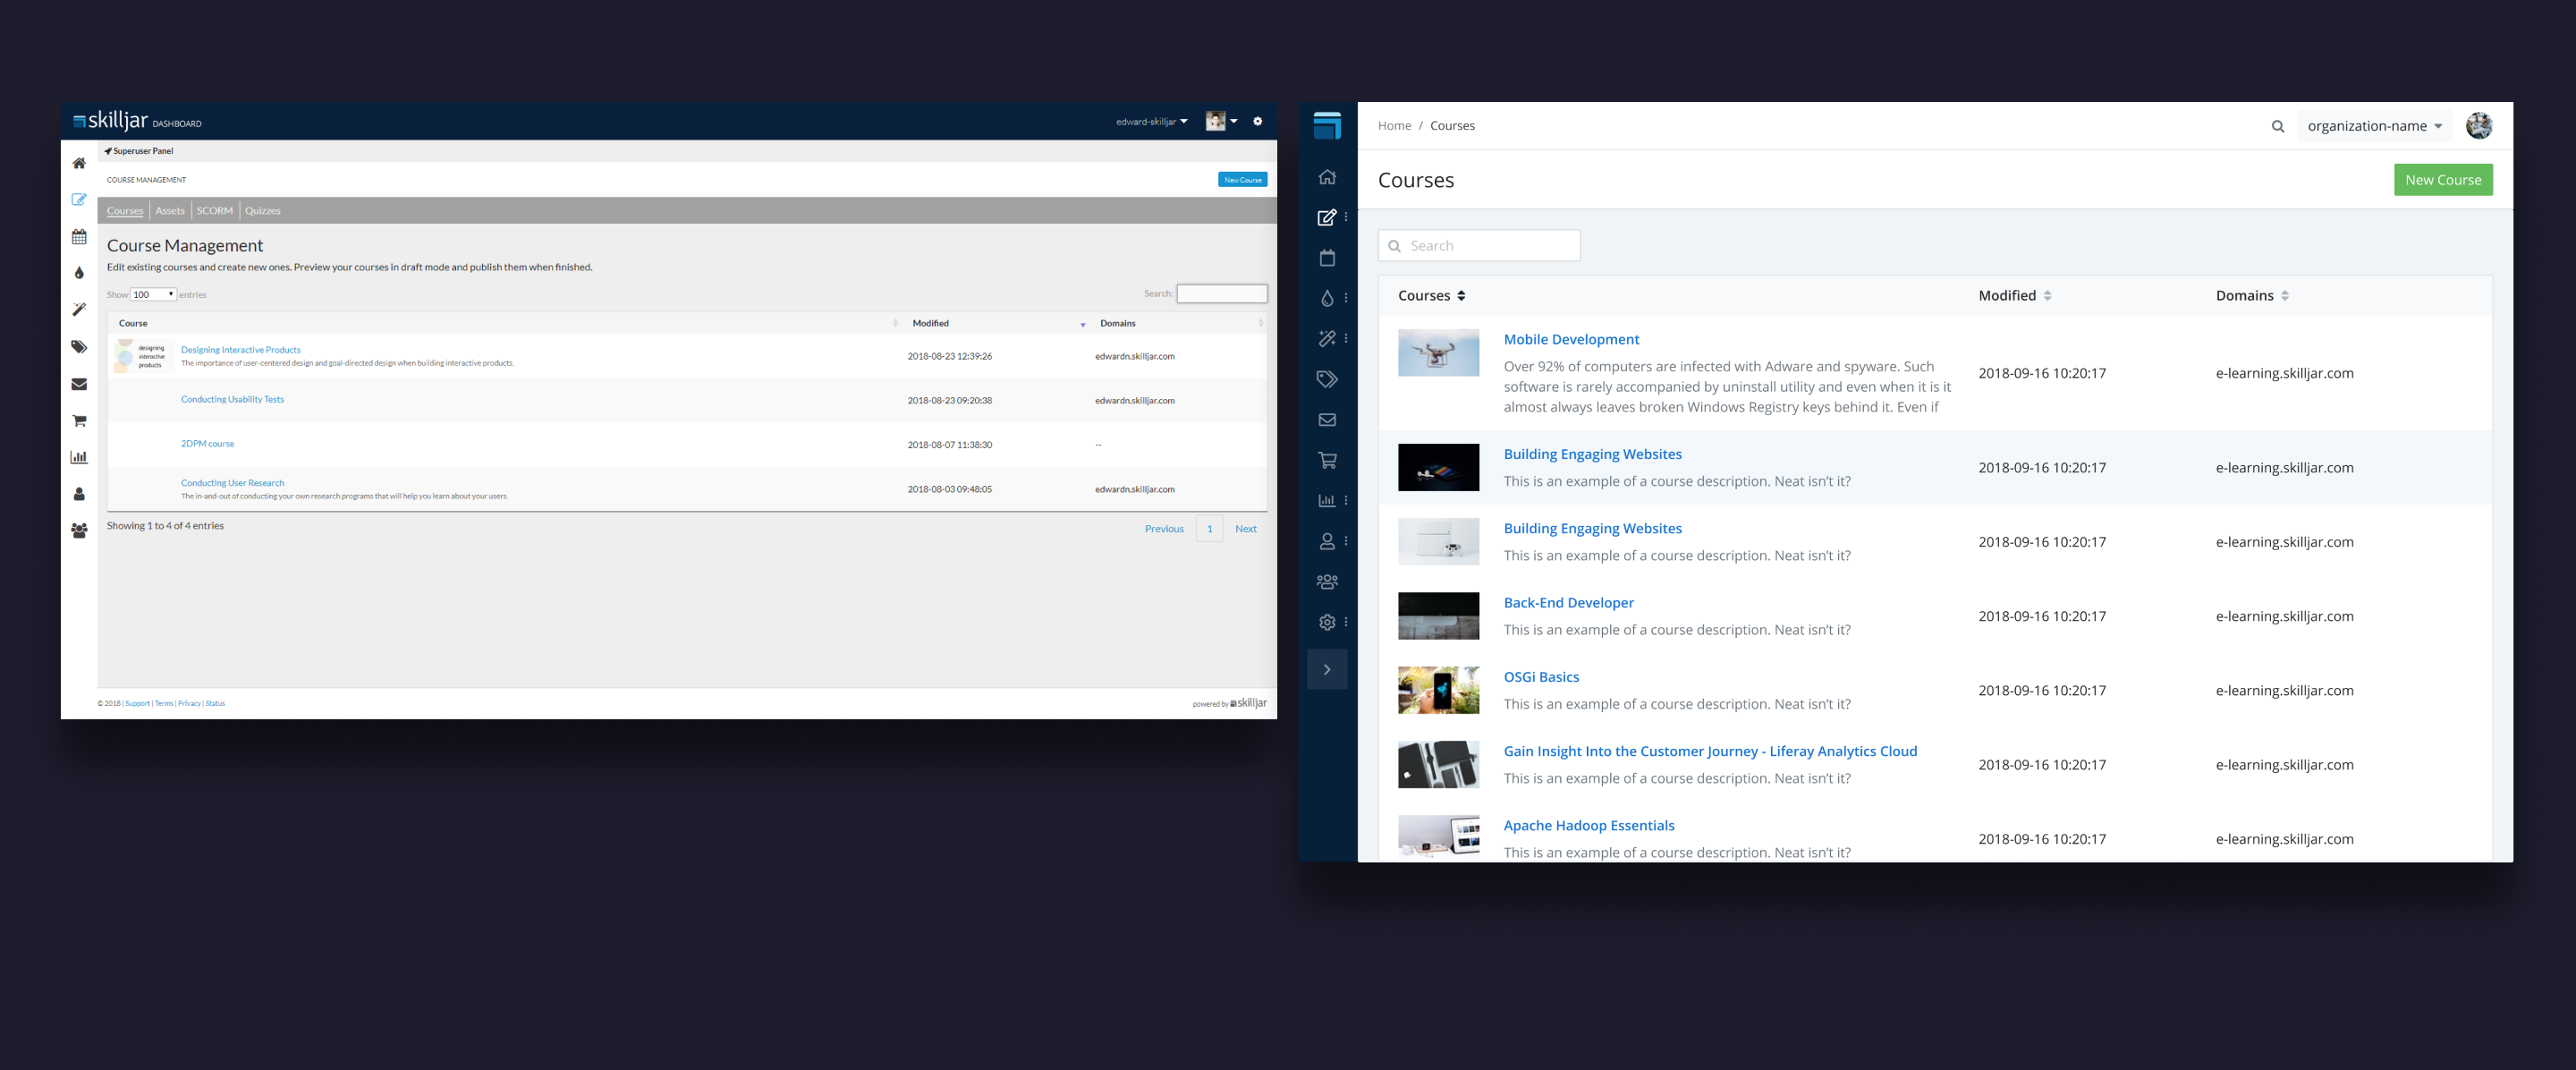 skilljar DASHBOARD
edward-skilljar
Superuser Panel
COURSE MANAGEMENT
New Course
Courses
Assets
SCORM
Quizzes
Course Management
Edit existing courses and create new ones. Preview your courses in draft mode and publish them when finished.
Show 100 entries
Search:
Course
Modified
Domains
designing
interactive
products
Designing Interactive Products
The importance of user-centered design and goal-directed design when building interactive products.
2018-08-23 12:39:26
edwardn.skilljar.com
Conducting Usability Tests
2018-08-23 09:20:38
edwardn.skilljar.com
2DPM course
2018-08-07 11:38:30
--
Conducting User Research
The in-and-out of conducting your own research programs that will help you learn about your users.
2018-08-03 09:48:05
edwardn.skilljar.com
Showing 1 to 4 of 4 entries
Previous
1
Next
© 2018 | Support | Terms | Privacy | Status
powered by skilljar
Home / Courses
organization-name
Courses
New Course
Search
Courses
Modified
Domains
Mobile Development
Over 92% of computers are infected with Adware and spyware. Such
software is rarely accompanied by uninstall utility and even when it is it
almost always leaves broken Windows Registry keys behind it. Even if
2018-09-16 10:20:17
e-learning.skilljar.com
Building Engaging Websites
This is an example of a course description. Neat isn't it?
2018-09-16 10:20:17
e-learning.skilljar.com
Building Engaging Websites
This is an example of a course description. Neat isn't it?
2018-09-16 10:20:17
e-learning.skilljar.com
Back-End Developer
This is an example of a course description. Neat isn't it?
2018-09-16 10:20:17
e-learning.skilljar.com
OSGi Basics
This is an example of a course description. Neat isn't it?
2018-09-16 10:20:17
e-learning.skilljar.com
Gain Insight Into the Customer Journey - Liferay Analytics Cloud
This is an example of a course description. Neat isn't it?
2018-09-16 10:20:17
e-learning.skilljar.com
Apache Hadoop Essentials
This is an example of a course description. Neat isn't it?
2018-09-16 10:20:17
e-learning.skilljar.com